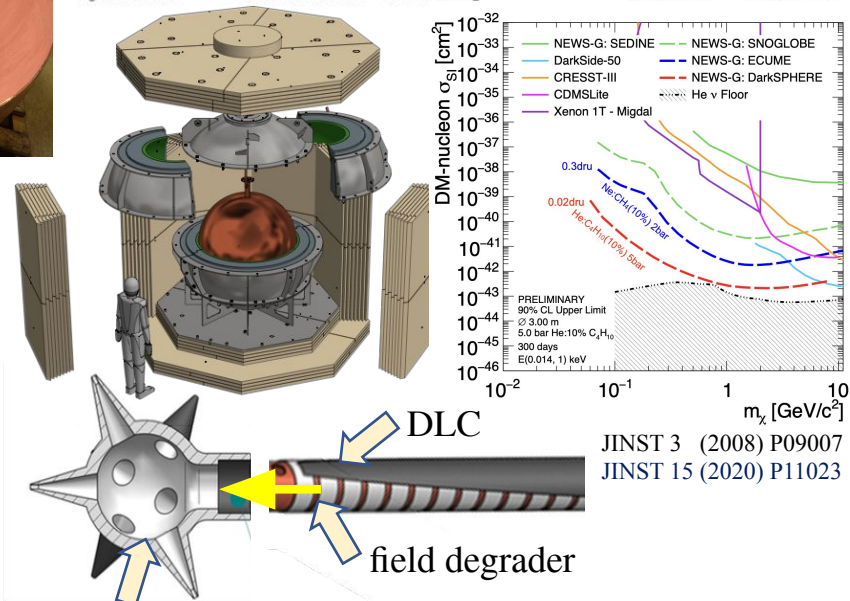 10^-32
10^-33
10^-34
10^-35
10^-36
10^-37
10^-38
10^-39
10^-40
10^-41
10^-42
10^-43
10^-44
10^-45
10^-46
DM-nucleon σ_SI [cm²]
NEWS-G: SEDINE
DarkSide-50
CRESST-III
CDMSLite
Xenon 1T - Migdal
NEWS-G: SNOGLOBE
NEWS-G: ECUME
NEWS-G: DarkSPHERE
He ν Floor
0.3dru
Ne:CH₄(10%) 2bar
0.02dru
He:C₄H₁₀(10%) 5bar
PRELIMINARY
90% CL Upper Limit
Ø 3.00 m
5.0 bar He:10% C₄H₁₀
300 days
E(0.014, 1) keV
10^-2 10^-1 1 10
m_χ [GeV/c²]
DLC
JINST 3 (2008) P09007
JINST 15 (2020) P11023
field degrader